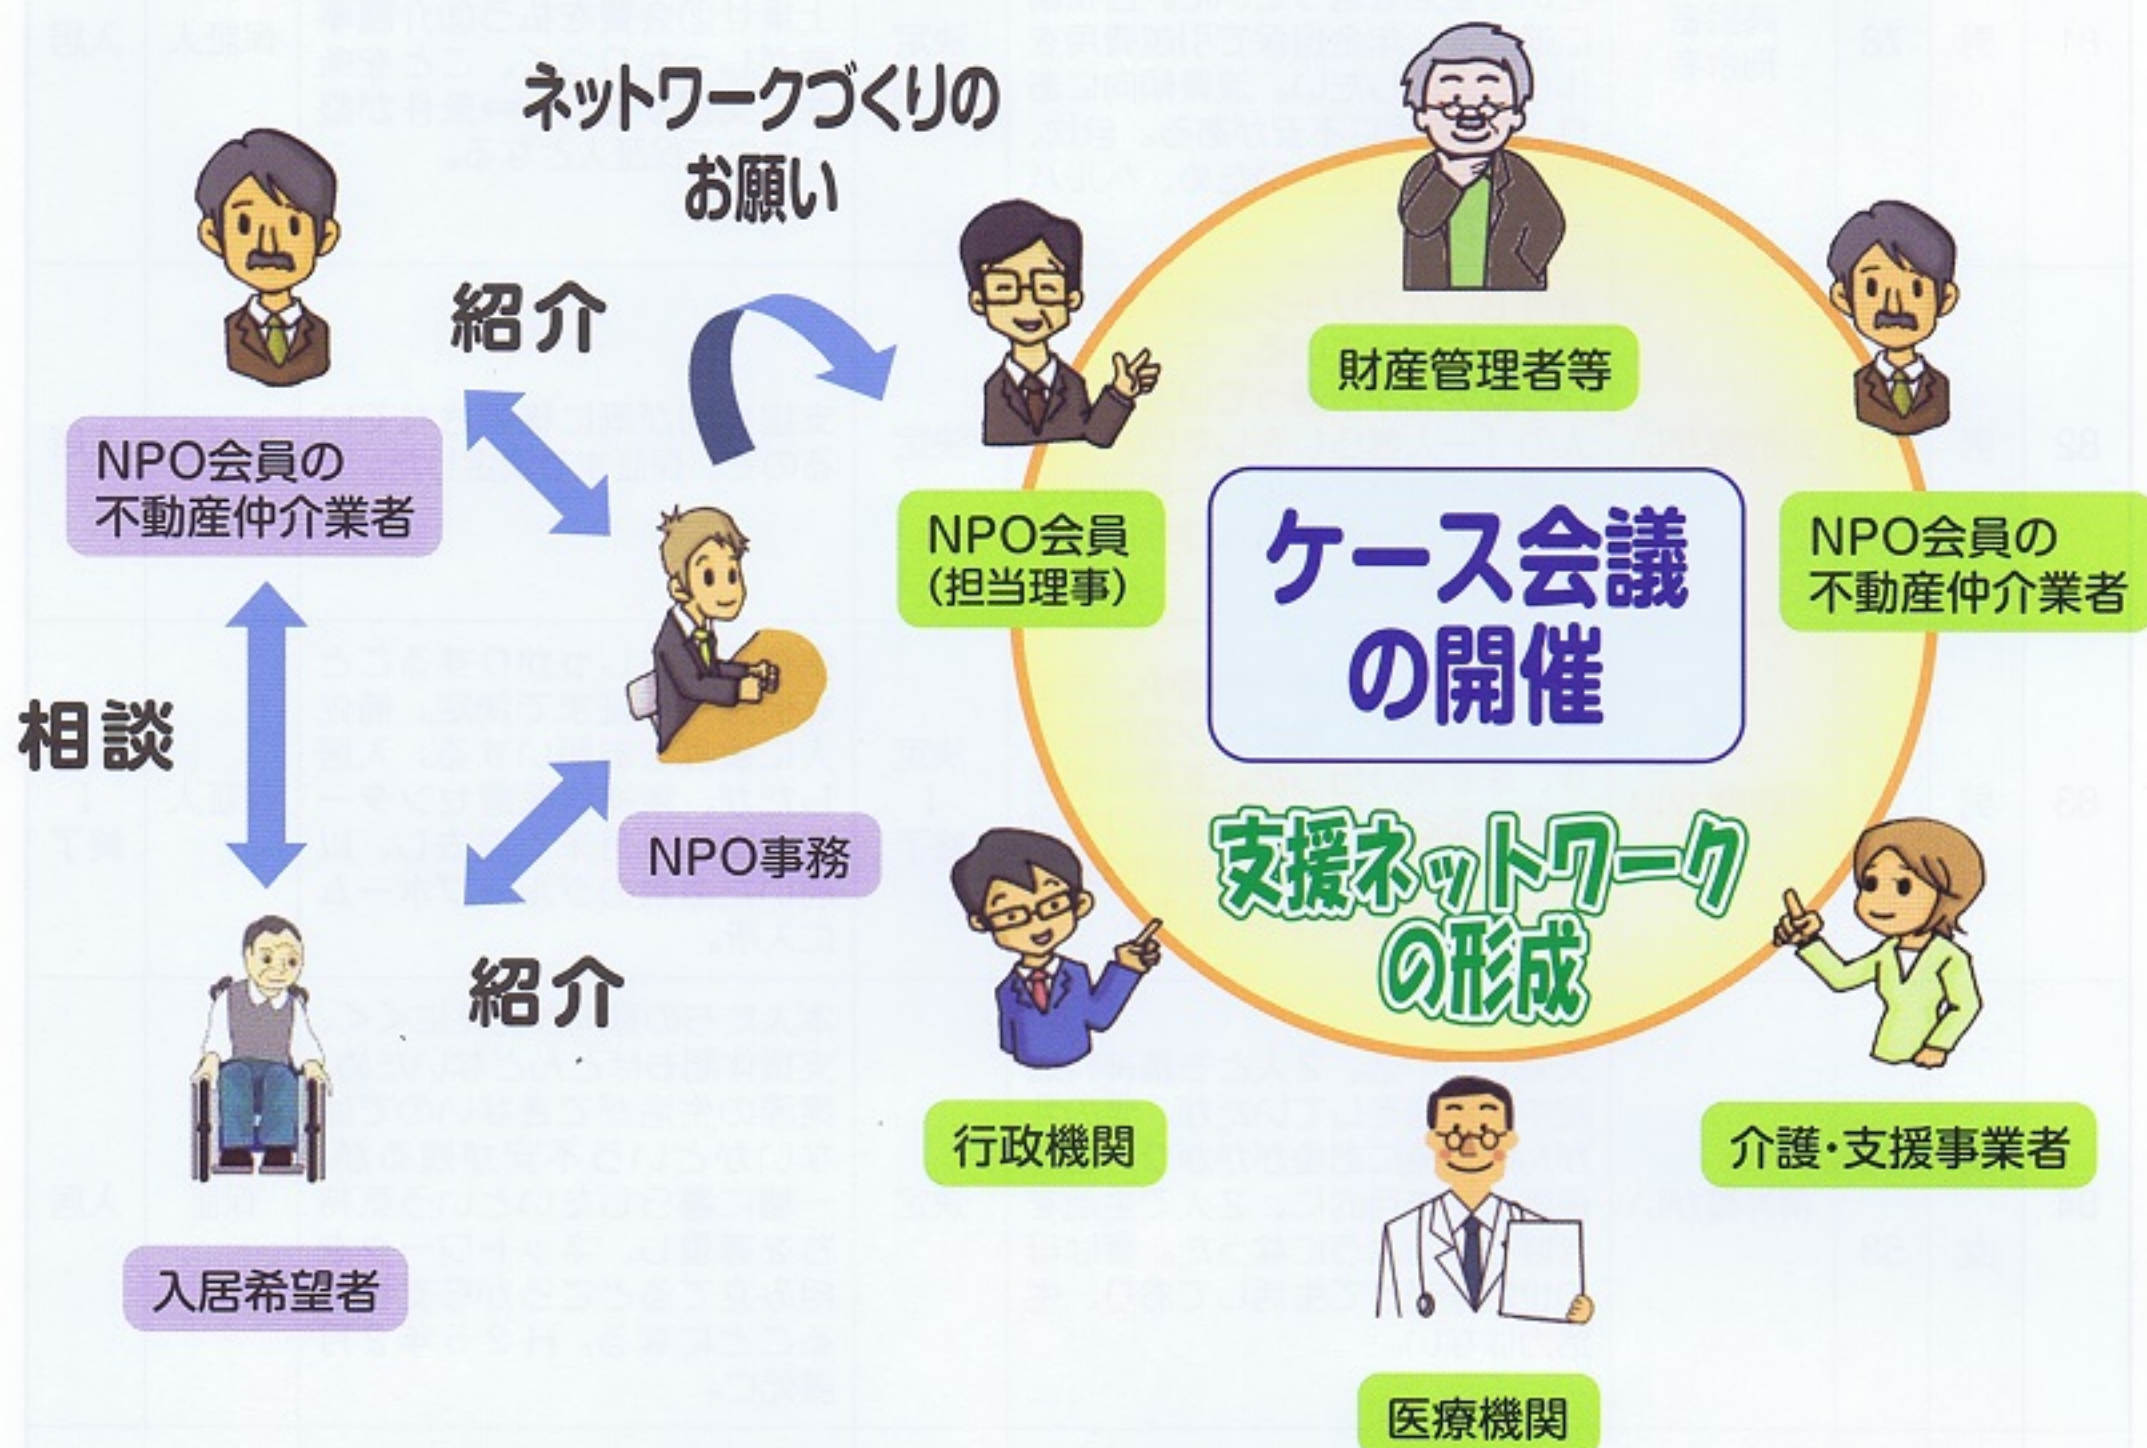 ネットワークづくりの
お願い
紹介
NPO会員の
不動産仲介業者
相談
NPO事務
紹介
入居希望者
財産管理者等
NPO会員
(担当理事)
NPO会員の
不動産仲介業者
ケース会議
の開催
支援ネットワーク
の形成
行政機関
介護・支援事業者
医療機関